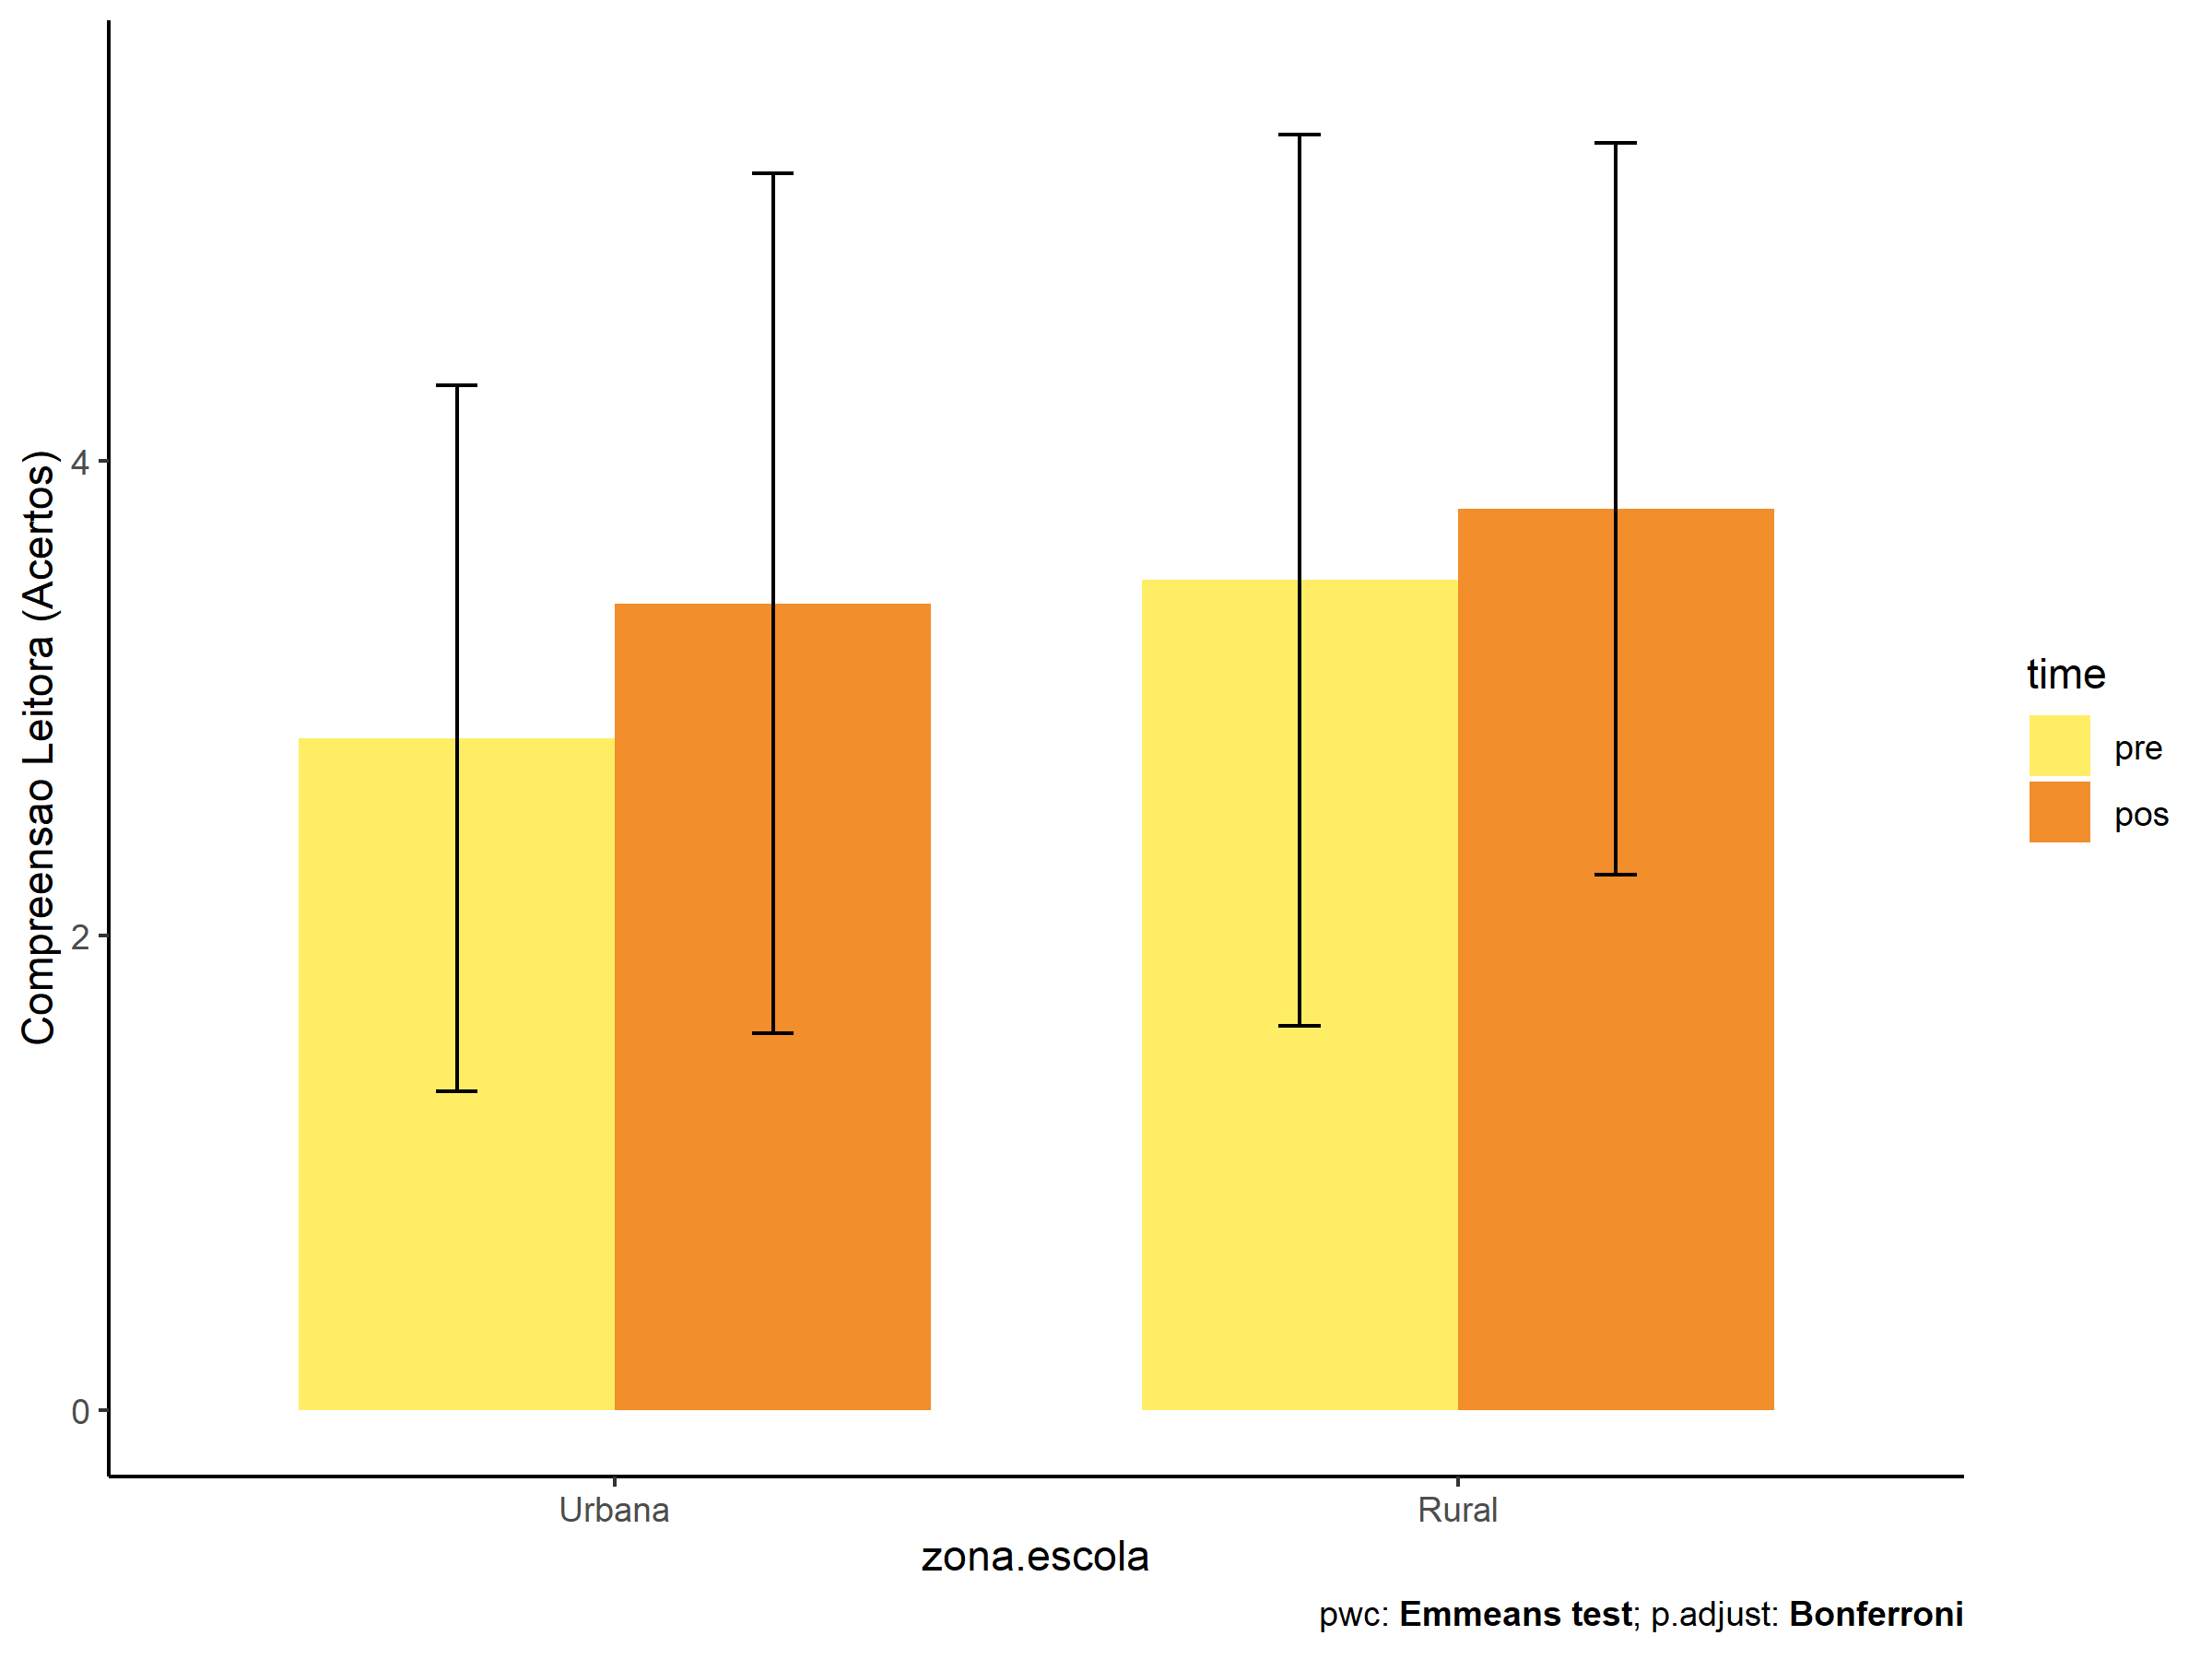 Compreensao Leitora (Acertos)
4
2
0
Urbana
Rural
zona.escola
time
pre
pos
pwc: Emmeans test; p.adjust: Bonferroni